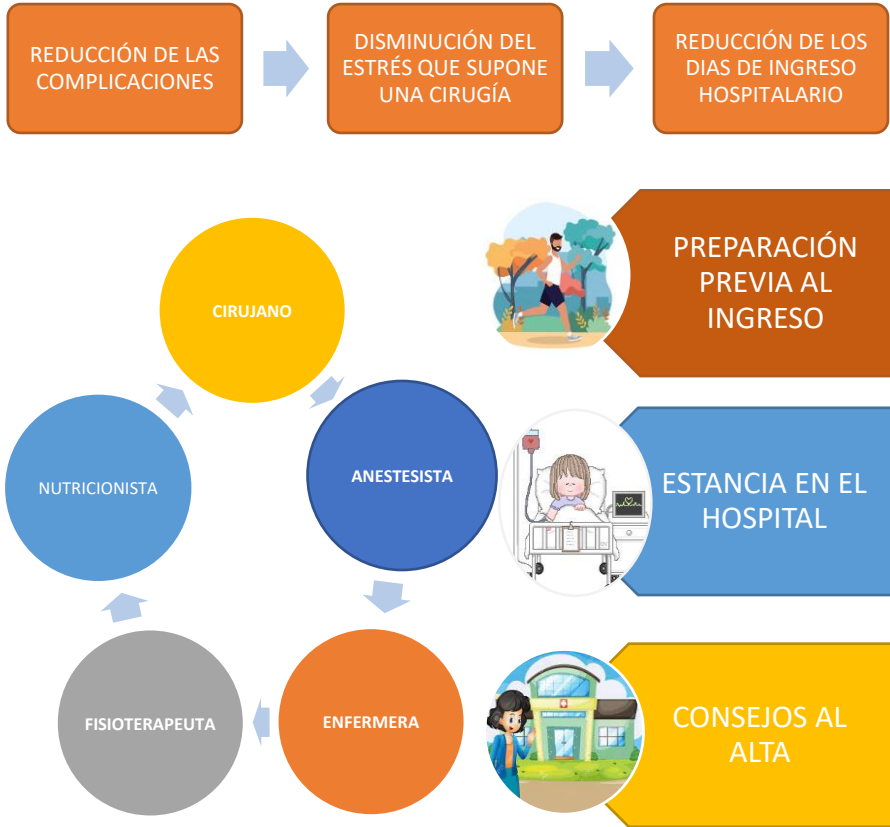 REDUCCIÓN DE LAS
COMPLICACIONES
DISMINUCIÓN DEL
ESTRÉS QUE SUPONE
UNA CIRUGÍA
REDUCCIÓN DE LOS
DIAS DE INGRESO
HOSPITALARIO
CIRUJANO
ANESTESISTA
ENFERMERA
FISIOTERAPEUTA
NUTRICIONISTA
PREPARACIÓN
PREVIA AL
INGRESO
ESTANCIA EN EL
HOSPITAL
CONSEJOS AL
ALTA